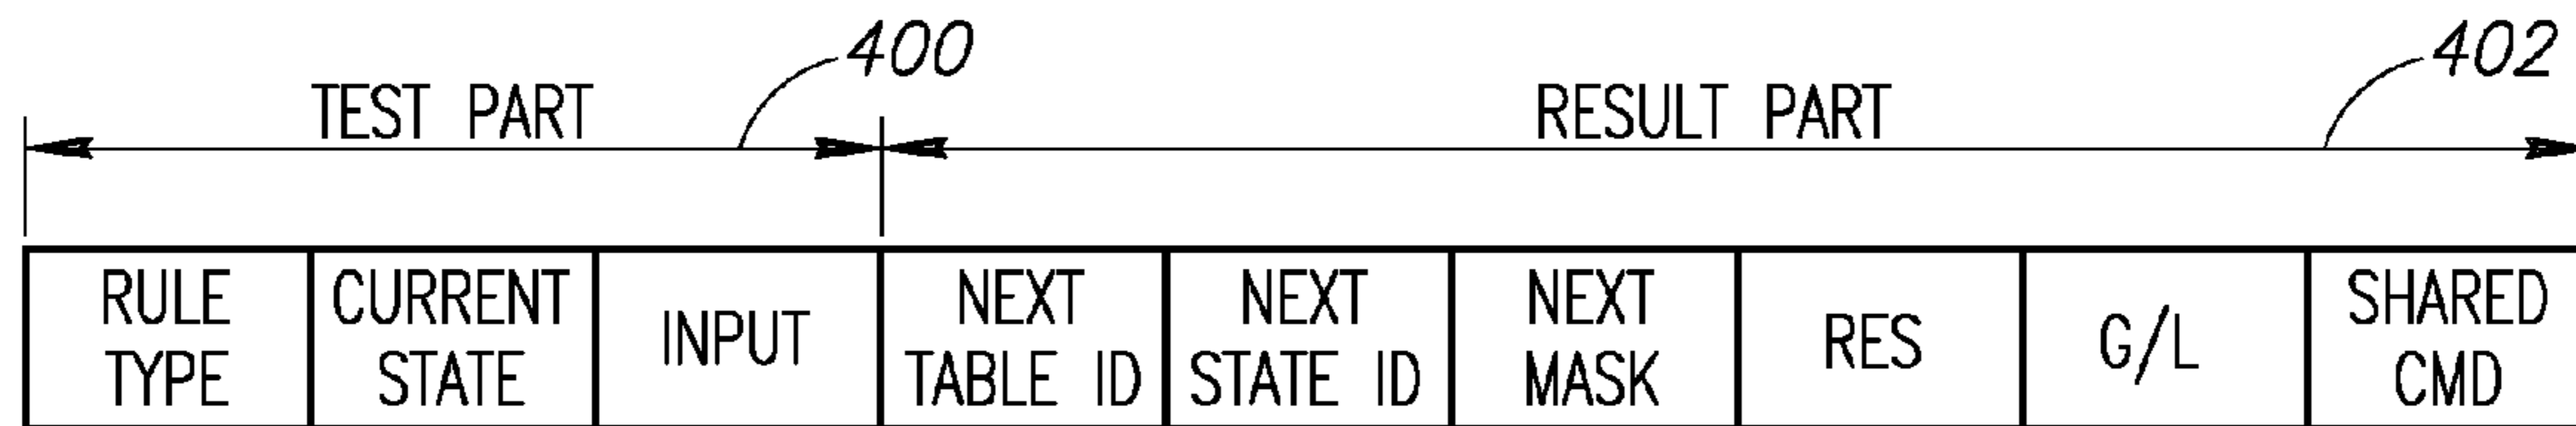 400
402
TEST PART
RESULT PART
RULE
TYPE
CURRENT
STATE
INPUT
NEXT
TABLE ID
NEXT
STATE ID
NEXT
MASK
RES
G/L
SHARED
CMD